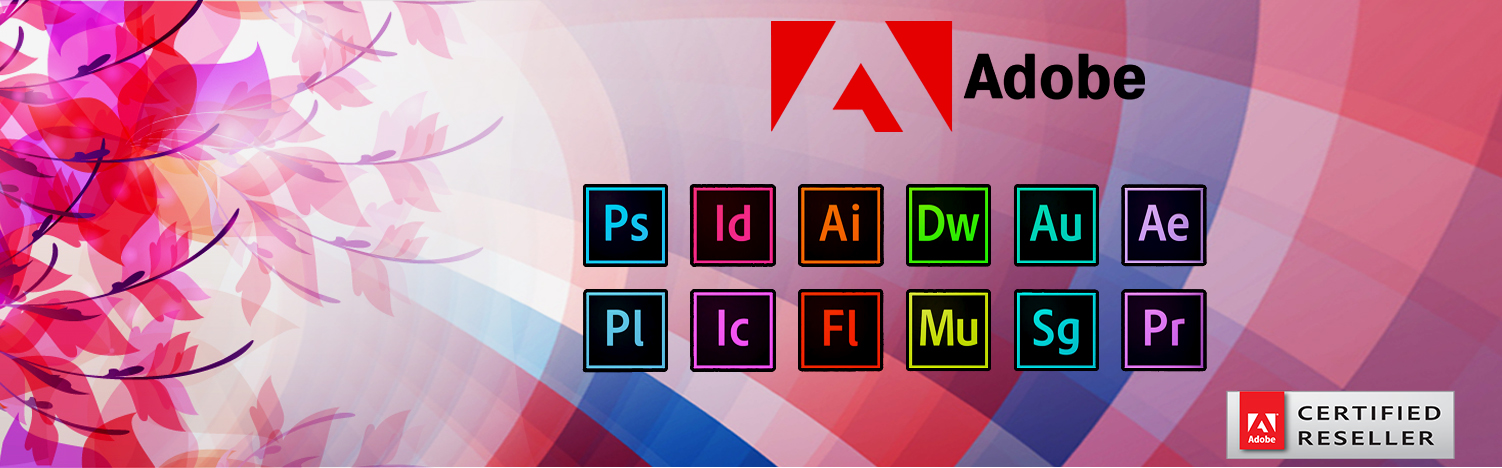 Adobe
Ps Id Ai Dw Au Ae
Pl Ic Fl Mu Sg Pr
Adobe
CERTIFIED
RESELLER